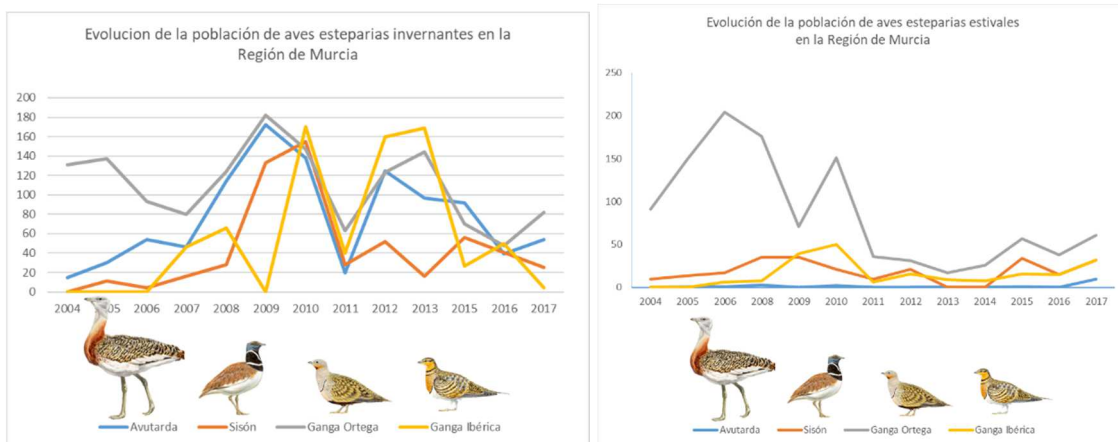 Evolucion de la población de aves esteparias invernantes en la
Región de Murcia
200
180
160
140
120
100
80
60
40
20
0
2004 2005 2006 2007 2008 2009 2010 2011 2012 2013 2015 2016 2017
Avutarda Sisón Ganga Ortega Ganga Ibérica
Evolución de la población de aves esteparias estivales
en la Región de Murcia
250
200
150
100
50
0
2004 2005 2006 2008 2009 2010 2011 2012 2013 2014 2015 2016 2017
Avutarda Sisón Ganga Ortega Ganga Ibérica